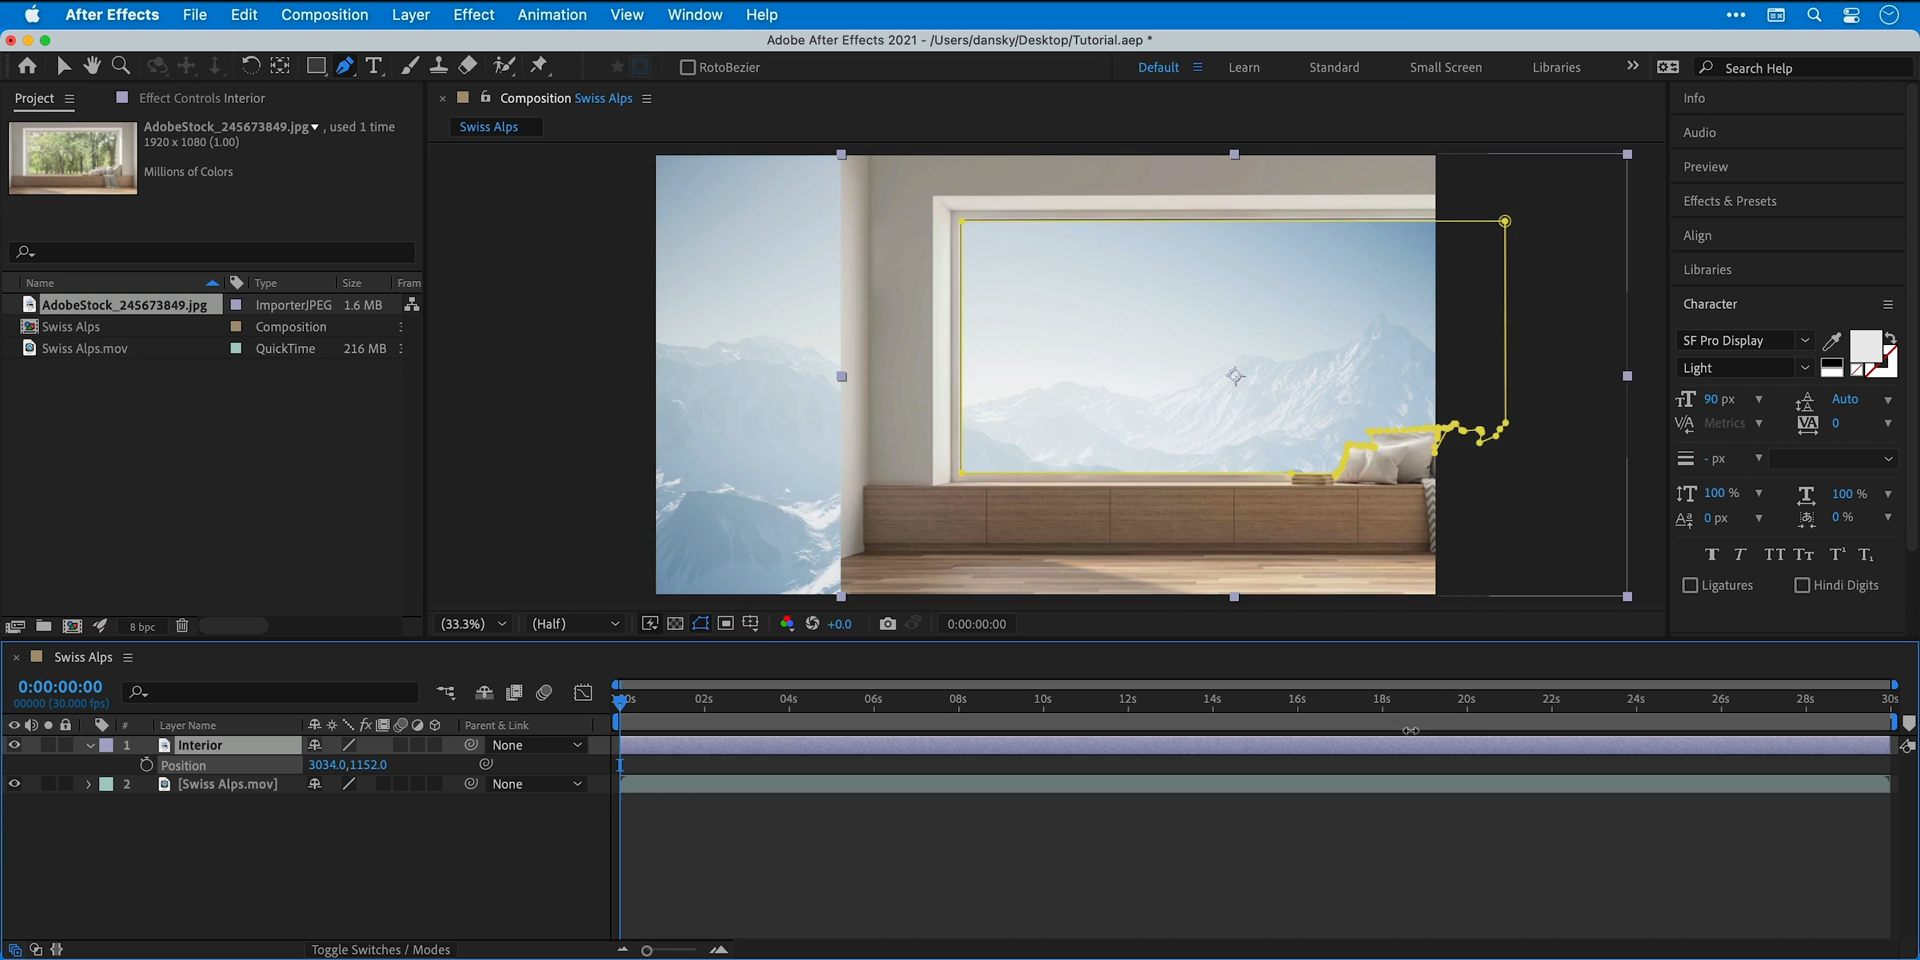 After Effects File Edit Composition Layer Effect Animation View Window Help
Adobe After Effects 2021 - /Users/dansky/Desktop/Tutorial.aep *
RotoBezier
Default Learn Standard Small Screen Libraries Search Help
Project Effect Controls Interior
AdobeStock_245673849.jpg , used 1 time
1920 x 1080 (1.00)
Millions of Colors
Name Type Size Fram
AdobeStock_245673849.jpg ImporterJPEG 1.6 MB
Swiss Alps Composition
Swiss Alps.mov QuickTime 216 MB
8 bpc
Composition Swiss Alps
Swiss Alps
(33.3%) (Half) +0.0 0:00:00:00
Info
Audio
Preview
Effects & Presets
Align
Libraries
Character
SF Pro Display
Light
90 px Auto
Metrics 0
- px
100 % 100 %
0 px 0 %
T T TT Tт T¹ T₁
Ligatures Hindi Digits
Swiss Alps
0:00:00:00
00000 (30.000 fps)
00s 02s 04s 06s 08s 10s 12s 14s 16s 18s 20s 22s 24s 26s 28s 30s
# Layer Name fx Parent & Link
1 Interior None
Position 3034.0,1152.0
2 [Swiss Alps.mov] None
Toggle Switches / Modes